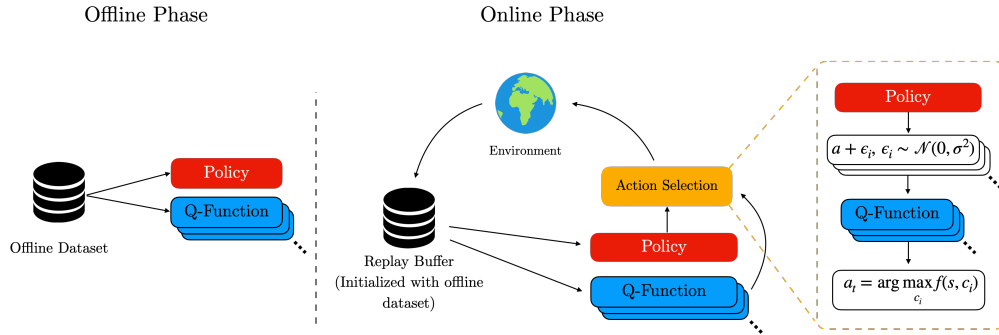 Offline Phase
Policy
Q-Function
Offline Dataset
Online Phase
Environment
Action Selection
Policy
Replay Buffer
(Initialized with offline
dataset)
Q-Function
Policy
a + ϵᵢ, ϵᵢ ∼ 𝒩(0, σ²)
Q-Function
aₜ = arg max f(s, cᵢ)
cᵢ